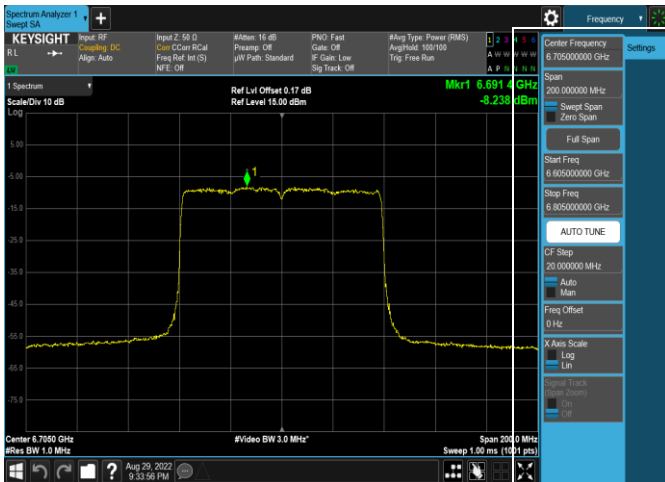 Spectrum Analyzer 1
Swept SA
Frequency
KEYSIGHT
RL
LV
Input: RF
Coupling: DC
Align: Auto
Input Z: 50 Ω
Corr CCorr RCal
Freq Ref: Int (S)
NFE: Off
#Atten: 16 dB
Preamp: Off
µW Path: Standard
PNO: Fast
Gate: Off
IF Gain: Low
Sig Track: Off
#Avg Type: Power (RMS)
Avg|Hold: 100/100
Trig: Free Run
1 2 3 4 5 6
A W W W W W
A P N N N N
1 Spectrum
Scale/Div 10 dB
Log
Ref Lvl Offset 0.17 dB
Ref Level 15.00 dBm
Mkr1 6.691 4 GHz
-8.238 dBm
1
5.00
-5.00
-15.0
-25.0
-35.0
-45.0
-55.0
-65.0
-75.0
Center 6.7050 GHz
#Res BW 1.0 MHz
#Video BW 3.0 MHz*
Span 200.0 MHz
Sweep 1.00 ms (1001 pts)
Center Frequency
6.705000000 GHz
Settings
Span
200.000000 MHz
Swept Span
Zero Span
Full Span
Start Freq
6.605000000 GHz
Stop Freq
6.805000000 GHz
AUTO TUNE
CF Step
20.000000 MHz
Auto
Man
Freq Offset
0 Hz
X Axis Scale
Log
Lin
Signal Track
(Span Zoom)
On
Off
Aug 29, 2022
9:33:56 PM